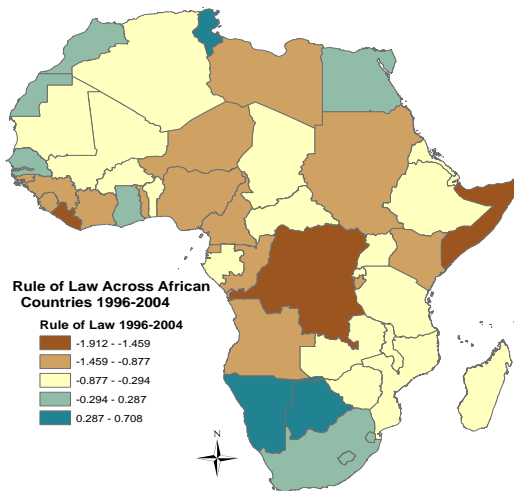 Rule of Law Across African
Countries 1996-2004
Rule of Law 1996-2004
-1.912 - -1.459
-1.459 - -0.877
-0.877 - -0.294
-0.294 - 0.287
0.287 - 0.708
N